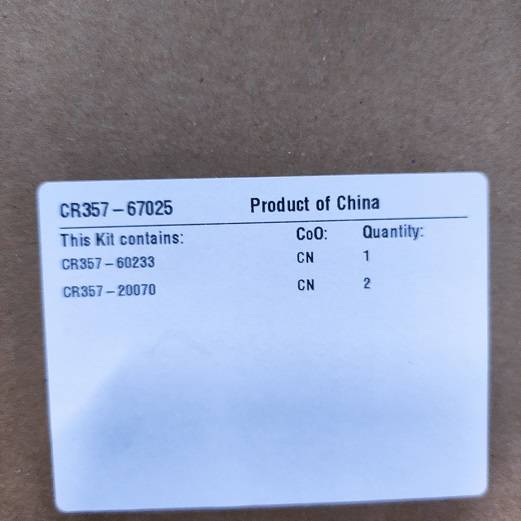 CR357-67025 Product of China
This Kit contains: CoO: Quantity:
CR357-60233 CN 1
CR357-20070 CN 2